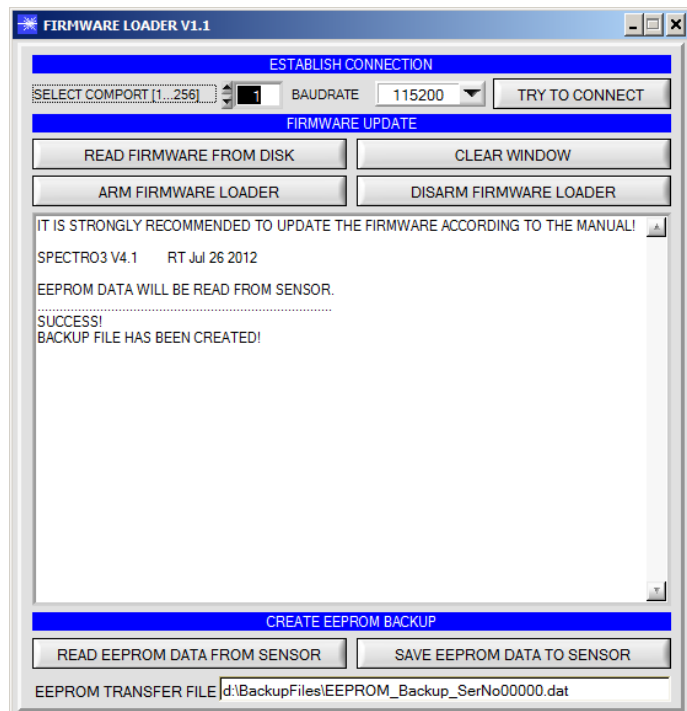 FIRMWARE LOADER V1.1
ESTABLISH CONNECTION
SELECT COMPORT [1...256] 1 BAUDRATE 115200 TRY TO CONNECT
FIRMWARE UPDATE
READ FIRMWARE FROM DISK CLEAR WINDOW
ARM FIRMWARE LOADER DISARM FIRMWARE LOADER
IT IS STRONGLY RECOMMENDED TO UPDATE THE FIRMWARE ACCORDING TO THE MANUAL!
SPECTRO3 V4.1 RT Jul 26 2012
EEPROM DATA WILL BE READ FROM SENSOR.
................................................................................
SUCCESS!
BACKUP FILE HAS BEEN CREATED!
CREATE EEPROM BACKUP
READ EEPROM DATA FROM SENSOR SAVE EEPROM DATA TO SENSOR
EEPROM TRANSFER FILE d:\BackupFiles\EEPROM_Backup_SerNo00000.dat